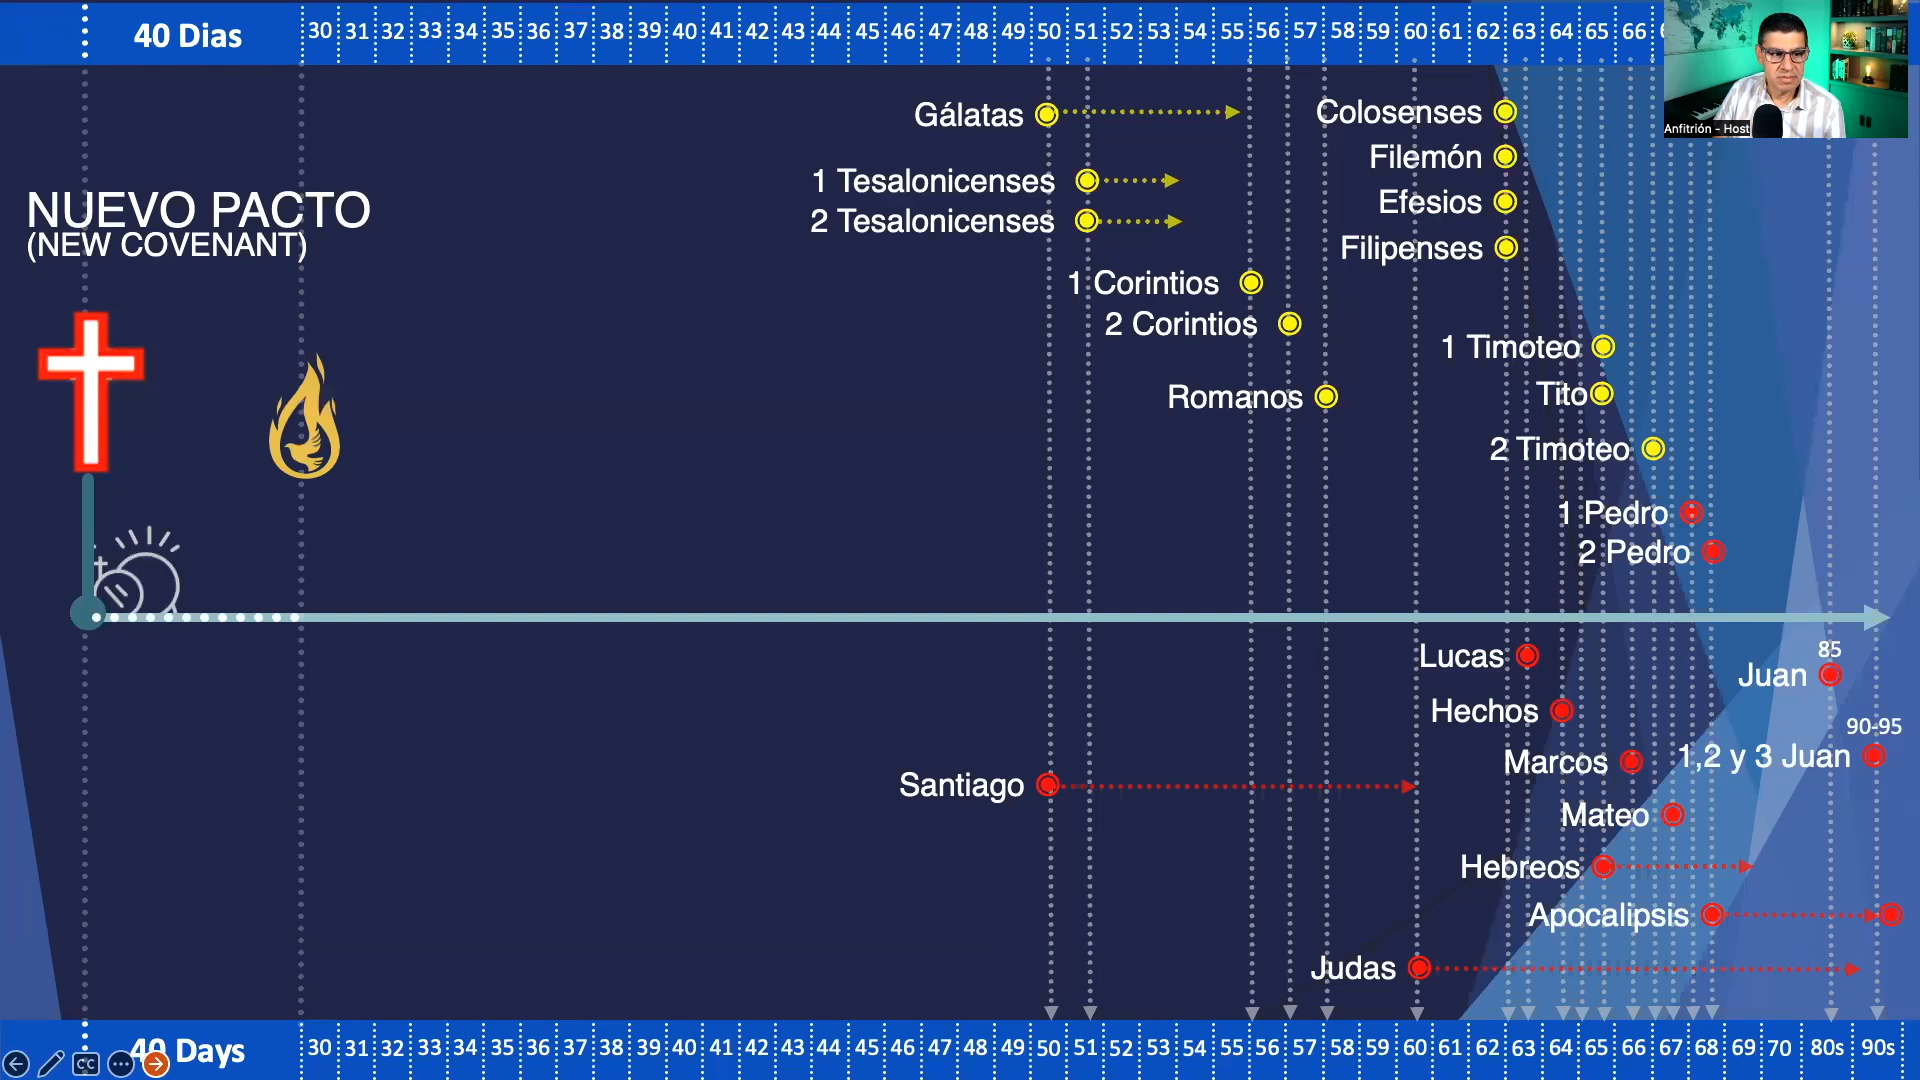 40 Dias 30 31 32 33 34 35 36 37 38 39 40 41 42 43 44 45 46 47 48 49 50 51 52 53 54 55 56 57 58 59 60 61 62 63 64 65 66
Anfitrión - Host
Gálatas
Colosenses
Filemón
1 Tesalonicenses
NUEVO PACTO
Efesios
2 Tesalonicenses
(NEW COVENANT)
Filipenses
1 Corintios
2 Corintios
1 Timoteo
Tito
Romanos
2 Timoteo
1 Pedro
2 Pedro
Lucas
85
Juan
Hechos
90-95
1,2 y 3 Juan
Marcos
Santiago
Mateo
Hebreos
Apocalipsis
Judas
40 Days 30 31 32 33 34 35 36 37 38 39 40 41 42 43 44 45 46 47 48 49 50 51 52 53 54 55 56 57 58 59 60 61 62 63 64 65 66 67 68 69 70 80s 90s
CC